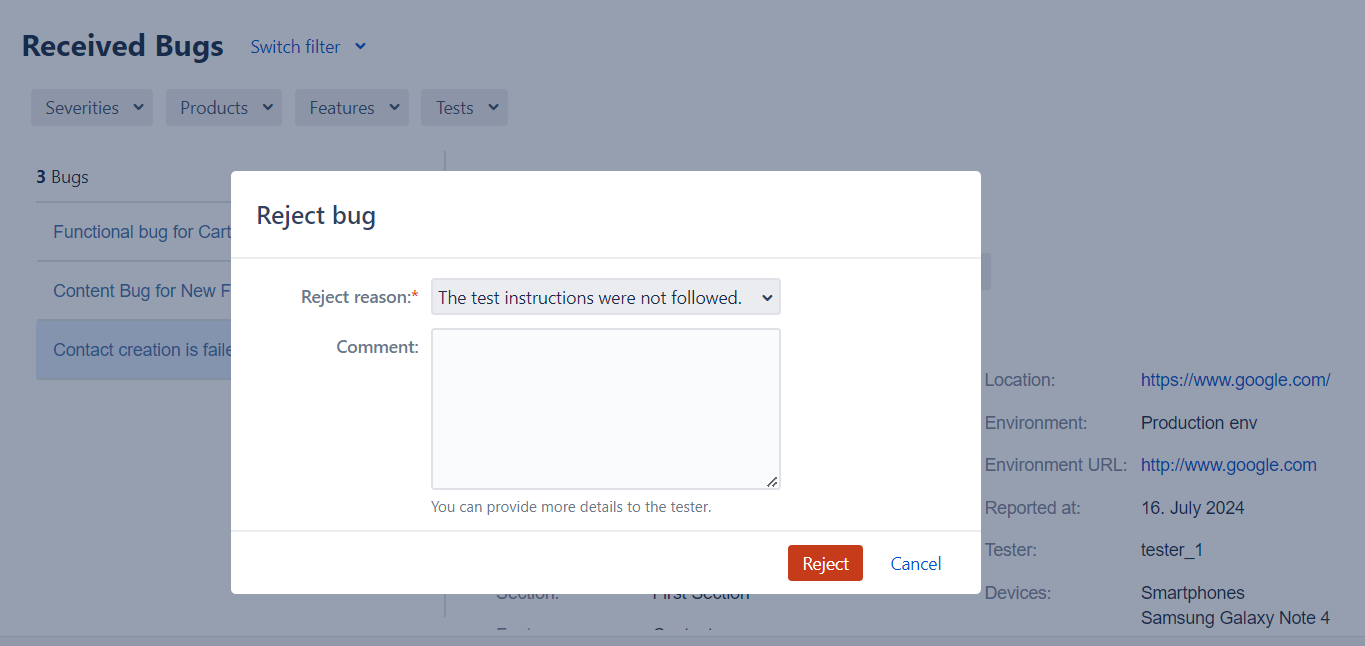 Received Bugs Switch filter
Severities Products Features Tests
3 Bugs
Functional bug for Cart
Content Bug for New F
Contact creation is faile
Reject bug
Reject reason:* The test instructions were not followed.
Comment:
You can provide more details to the tester.
Reject Cancel
Location: https://www.google.com/
Environment: Production env
Environment URL: http://www.google.com
Reported at: 16. July 2024
Tester: tester_1
Devices: Smartphones
Samsung Galaxy Note 4
Section: First Section